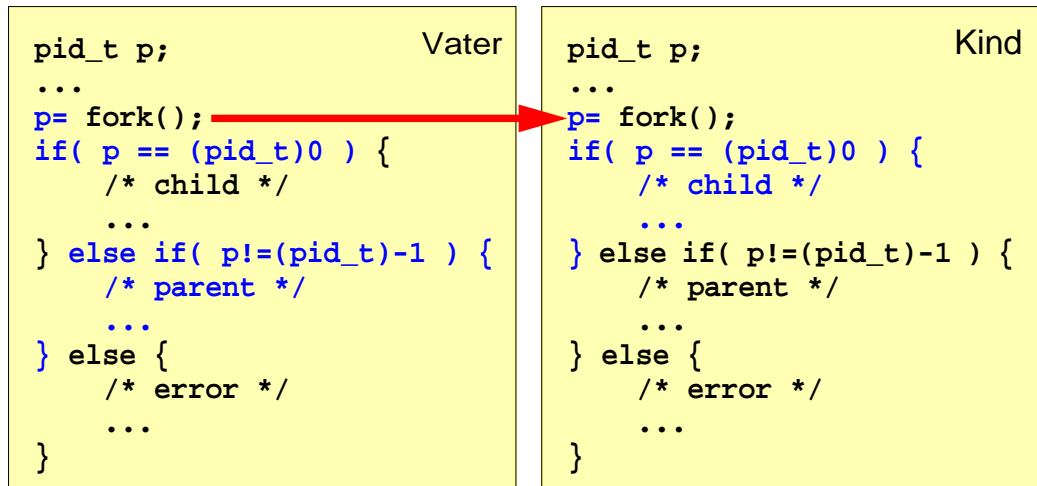 Vater
pid_t p;
...
p= fork();
if( p == (pid_t)0 ) {
/* child */
...
} else if( p!=(pid_t)-1 ) {
/* parent */
...
} else {
/* error */
...
}
Kind
pid_t p;
...
p= fork();
if( p == (pid_t)0 ) {
/* child */
...
} else if( p!=(pid_t)-1 ) {
/* parent */
...
} else {
/* error */
...
}